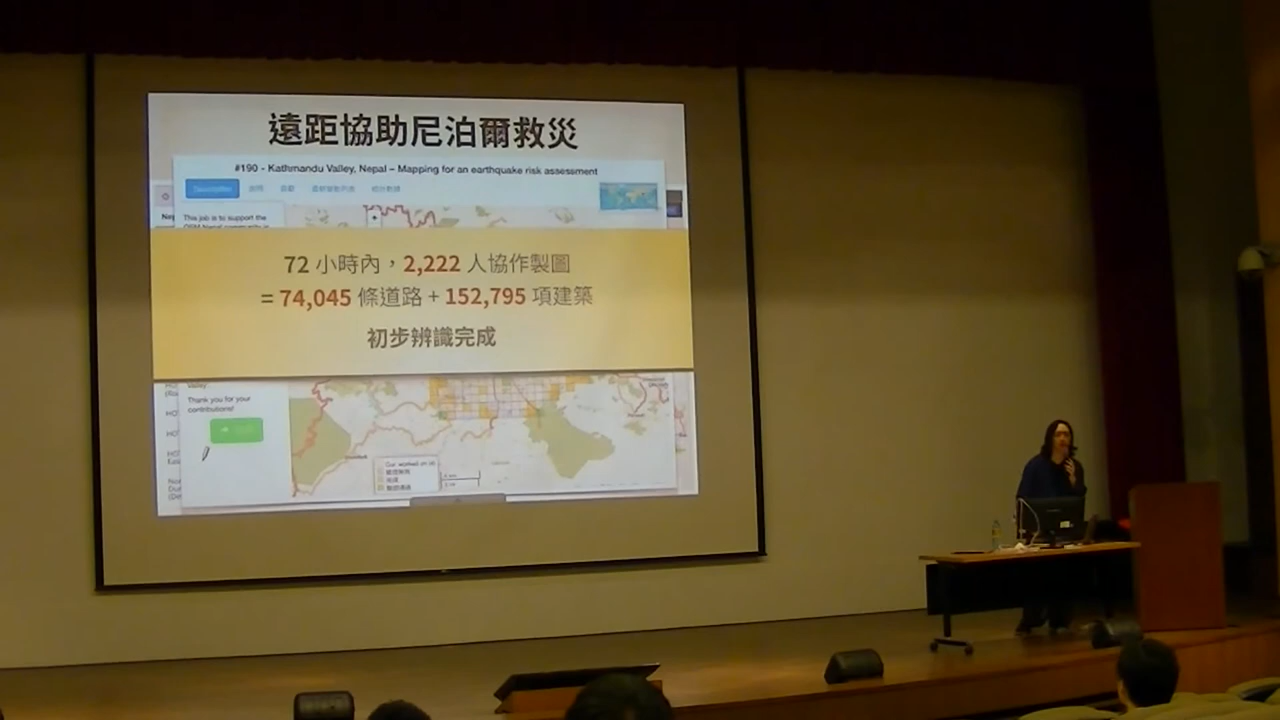 遠距協助尼泊爾救災
#190 - Kathmandu Valley, Nepal – Mapping for an earthquake risk assessment
Description
This job is to support the
72 小時內，2,222 人協作製圖
= 74,045 條道路 + 152,795 項建築
初步辨識完成
Valley
Thank you for your
contributions!